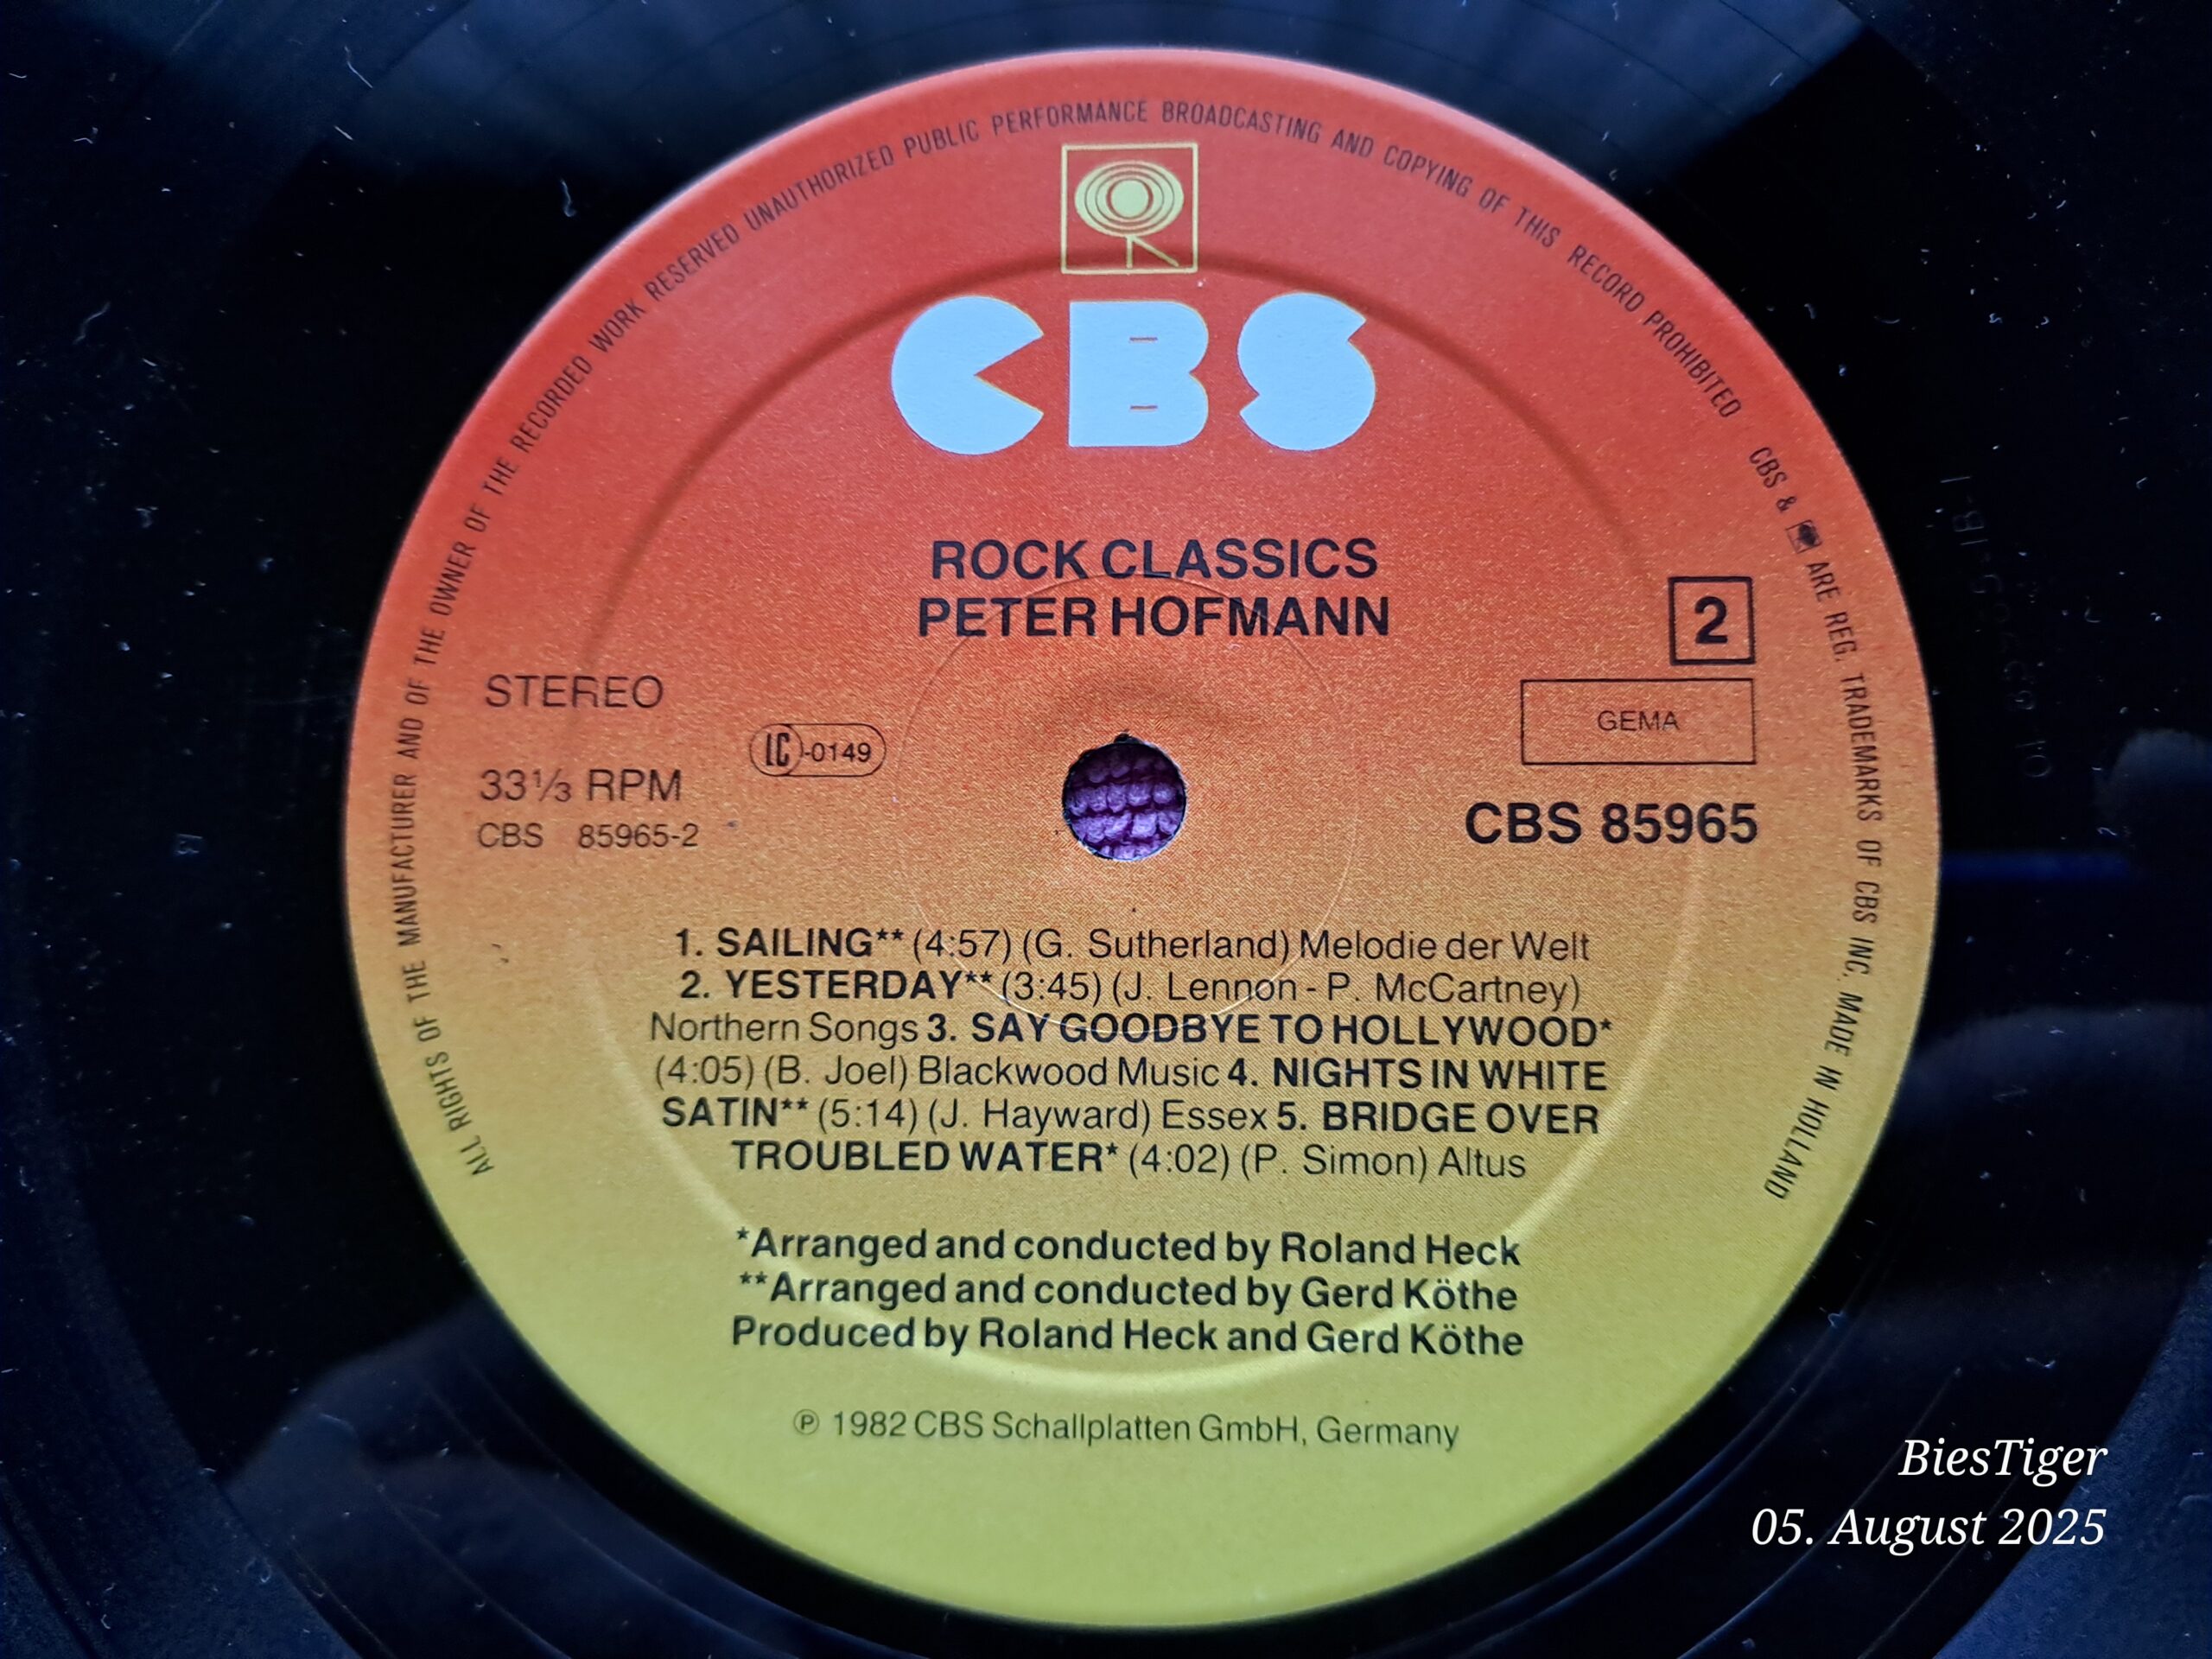 ALL RIGHTS OF THE MANUFACTURER AND OF THE OWNER OF THE RECORDED WORK RESERVED UNAUTHORIZED PUBLIC PERFORMANCE BROADCASTING AND COPYING OF THIS RECORD PROHIBITED CBS & ARE REG. TRADEMARKS OF CBS INC. MADE IN HOLLAND
CBS
ROCK CLASSICS
PETER HOFMANN
2
STEREO
GEMA
LC-0149
33⅓ RPM
CBS 85965-2
CBS 85965
1. SAILING** (4:57) (G. Sutherland) Melodie der Welt
2. YESTERDAY** (3:45) (J. Lennon - P. McCartney)
Northern Songs 3. SAY GOODBYE TO HOLLYWOOD*
(4:05) (B. Joel) Blackwood Music 4. NIGHTS IN WHITE
SATIN** (5:14) (J. Hayward) Essex 5. BRIDGE OVER
TROUBLED WATER* (4:02) (P. Simon) Altus
*Arranged and conducted by Roland Heck
**Arranged and conducted by Gerd Köthe
Produced by Roland Heck and Gerd Köthe
℗ 1982 CBS Schallplatten GmbH, Germany
BiesTiger
05. August 2025